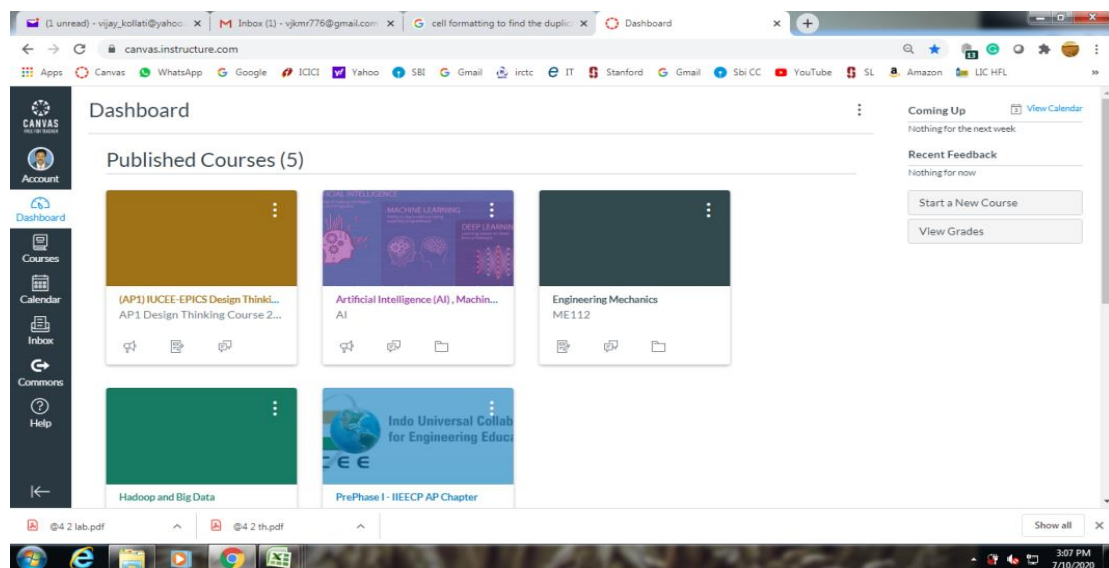 (1 unread) - vijay_kollati@yahoo.
Inbox (1) - vjkmr776@gmail.com
cell formatting to find the duplic
Dashboard
canvas.instructure.com
13
Apps Canvas WhatsApp Google ICICI Yahoo SBI Gmail irctc IT Stanford Gmail Sbi CC YouTube SL Amazon LIC HFL »
CANVAS
Account
Dashboard
Courses
Calendar
Inbox
Commons
Help
Dashboard
Published Courses (5)
(AP1) IUCEE-EPICS Design Thinki...
AP1 Design Thinking Course 2...
MACHINE LEARNING
DEEP LEARNIN
Artificial Intelligence (AI) , Machin...
AI
Engineering Mechanics
ME112
Hadoop and Big Data
Indo Universal Collab
for Engineering Educa
CEE
PrePhase I - IIEECP AP Chapter
Coming Up
View Calendar
Nothing for the next week
Recent Feedback
Nothing for now
Start a New Course
View Grades
@4 2 lab.pdf
@4 2 th.pdf
Show all
3:07 PM
7/10/2020